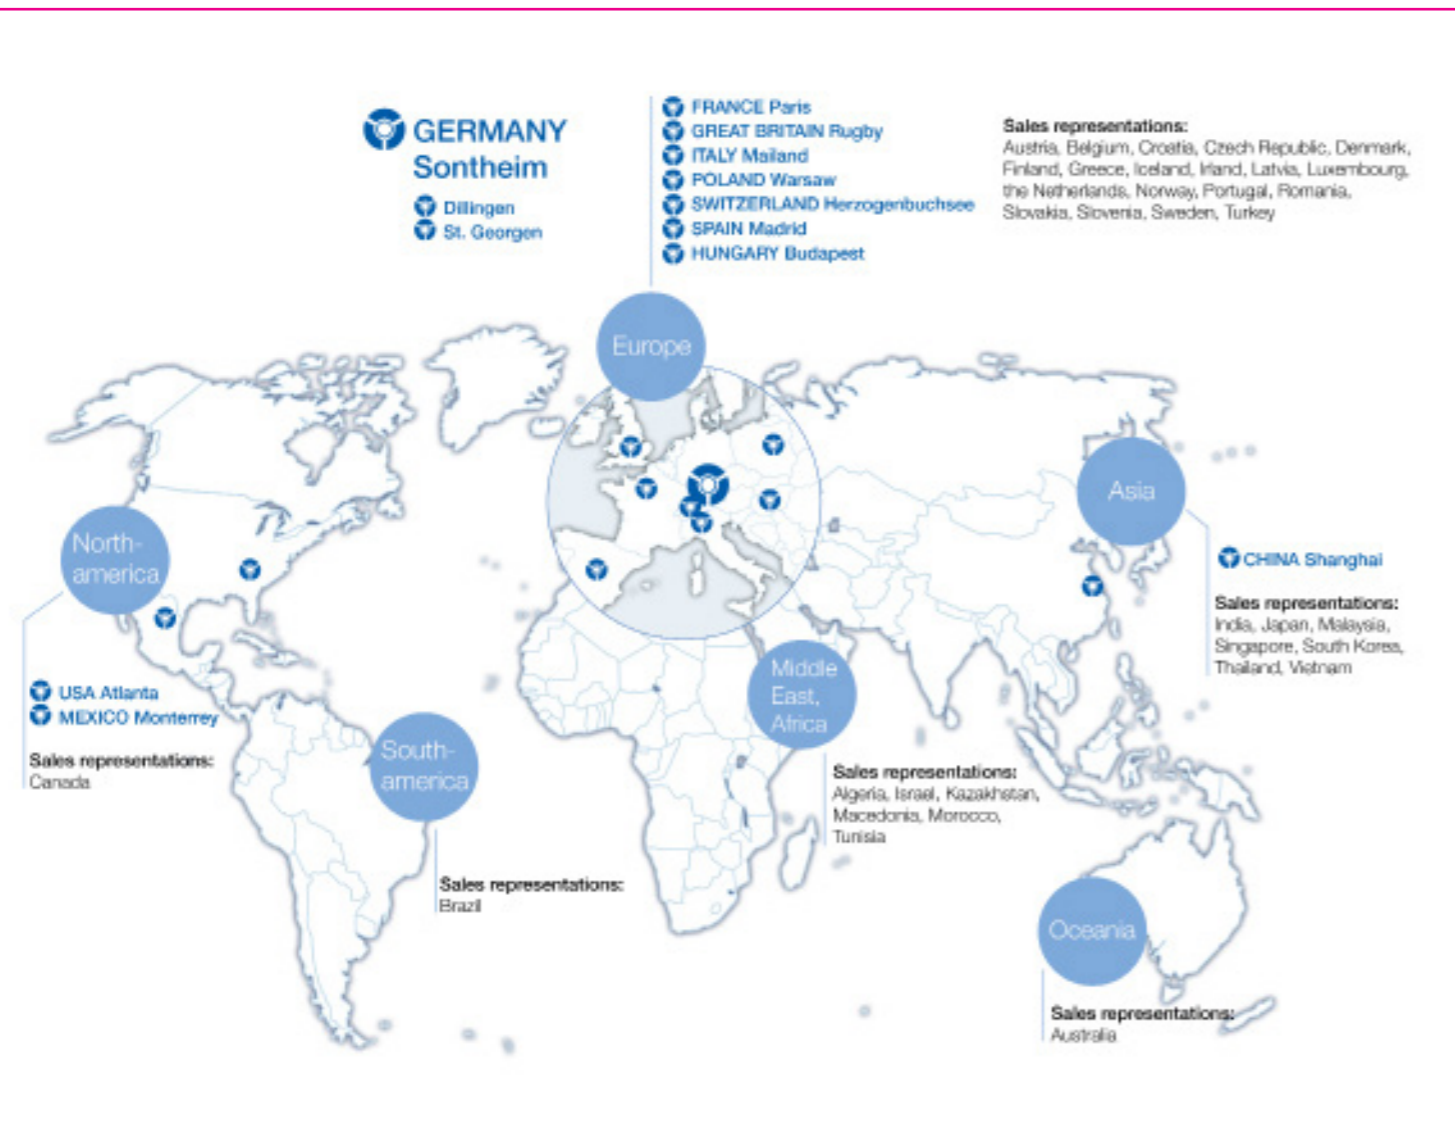 GERMANY
Sontheim
Dillingen
St. Georgen
FRANCE Paris
GREAT BRITAIN Rugby
ITALY Mailand
POLAND Warsaw
SWITZERLAND Herzogenbuchsee
SPAIN Madrid
HUNGARY Budapest
Sales representations:
Austria, Belgium, Croatia, Czech Republic, Denmark,
Finland, Greece, Iceland, Irland, Latvia, Luxembourg,
the Netherlands, Norway, Portugal, Romania,
Slovakia, Slovenia, Sweden, Turkey
Europe
Asia
CHINA Shanghai
Sales representations:
India, Japan, Malaysia,
Singapore, South Korea,
Thailand, Vietnam
North-
america
USA Atlanta
MEXICO Monterrey
Sales representations:
Canada
South-
america
Sales representations:
Brazil
Middle
East,
Africa
Sales representations:
Algeria, Israel, Kazakhstan,
Macedonia, Morocco,
Tunisia
Oceania
Sales representations:
Australia